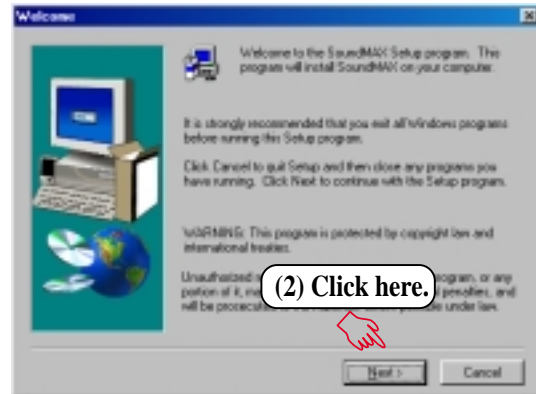 Welcome
Welcome to the SoundMAX Setup program. This
program will install SoundMAX on your computer.
It is strongly recommended that you exit all Windows programs
before running this Setup program.
Click Cancel to quit Setup and then close any programs you
have running. Click Next to continue with the Setup program.
WARNING: This program is protected by copyright law and
international treaties.
Unauthorized program, or any
portion of it, penalties, and
will be prosecuted under law.
(2) Click here.
Next >
Cancel